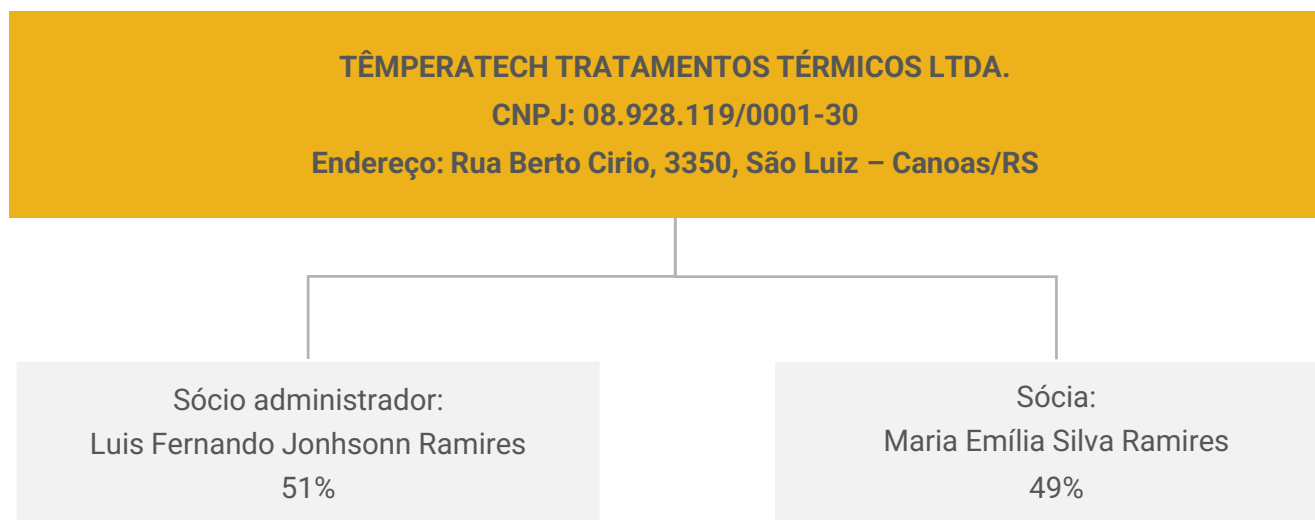 TÊMPERATECH TRATAMENTOS TÉRMICOS LTDA.
CNPJ: 08.928.119/0001-30
Endereço: Rua Berto Cirio, 3350, São Luiz – Canoas/RS
Sócio administrador:
Luis Fernando Jonhsonn Ramires
51%
Sócia:
Maria Emília Silva Ramires
49%